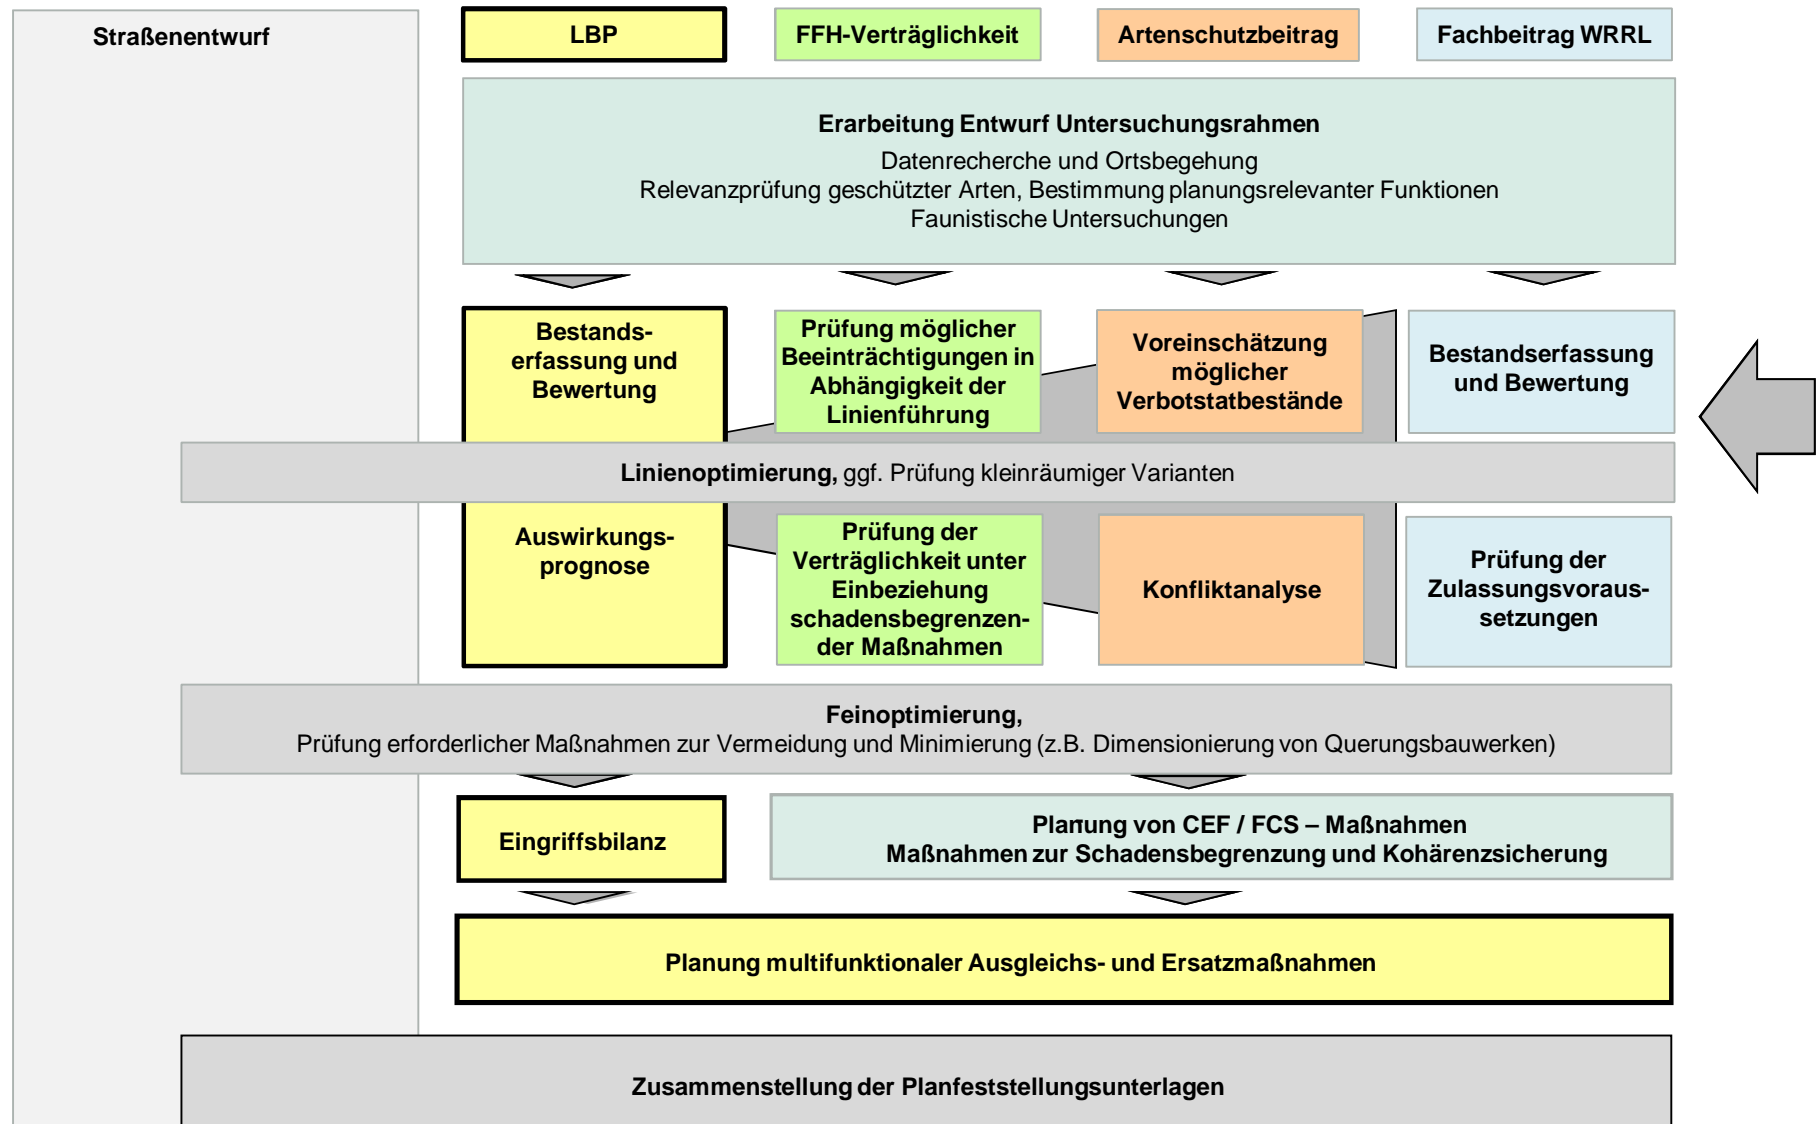 Straßenentwurf
LBP
FFH-Verträglichkeit
Artenschutzbeitrag
Fachbeitrag WRRL
Erarbeitung Entwurf Untersuchungsrahmen
Datenrecherche und Ortsbegehung
Relevanzprüfung geschützter Arten, Bestimmung planungsrelevanter Funktionen
Faunistische Untersuchungen
Bestands-
erfassung und
Bewertung
Prüfung möglicher
Beeinträchtigungen in
Abhängigkeit der
Linienführung
Voreinschätzung
möglicher
Verbotstatbestände
Bestandserfassung
und Bewertung
Linienoptimierung, ggf. Prüfung kleinräumiger Varianten
Auswirkungs-
prognose
Prüfung der
Verträglichkeit unter
Einbeziehung
schadensbegrenzen-
der Maßnahmen
Konfliktanalyse
Prüfung der
Zulassungsvoraus-
setzungen
Feinoptimierung,
Prüfung erforderlicher Maßnahmen zur Vermeidung und Minimierung (z.B. Dimensionierung von Querungsbauwerken)
Eingriffsbilanz
Planung von CEF / FCS – Maßnahmen
Maßnahmen zur Schadensbegrenzung und Kohärenzsicherung
Planung multifunktionaler Ausgleichs- und Ersatzmaßnahmen
Zusammenstellung der Planfeststellungsunterlagen